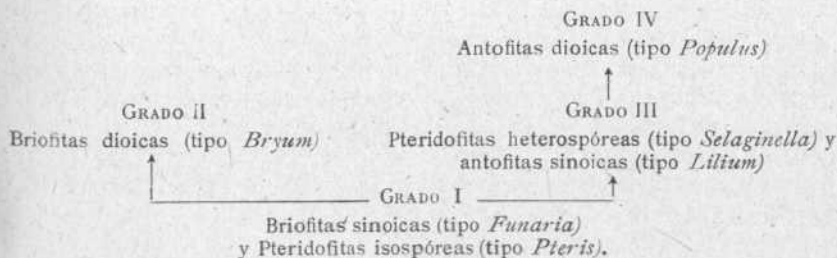 GRADO IV
Antofitas dioicas (tipo Populus)
GRADO II
Briofitas dioicas (tipo Bryum)
GRADO III
Pteridofitas heterospóreas (tipo Selaginella) y
antofitas sinoicas (tipo Lilium)
GRADO I
Briofitas sinoicas (tipo Funaria)
y Pteridofitas isospóreas (tipo Pteris).